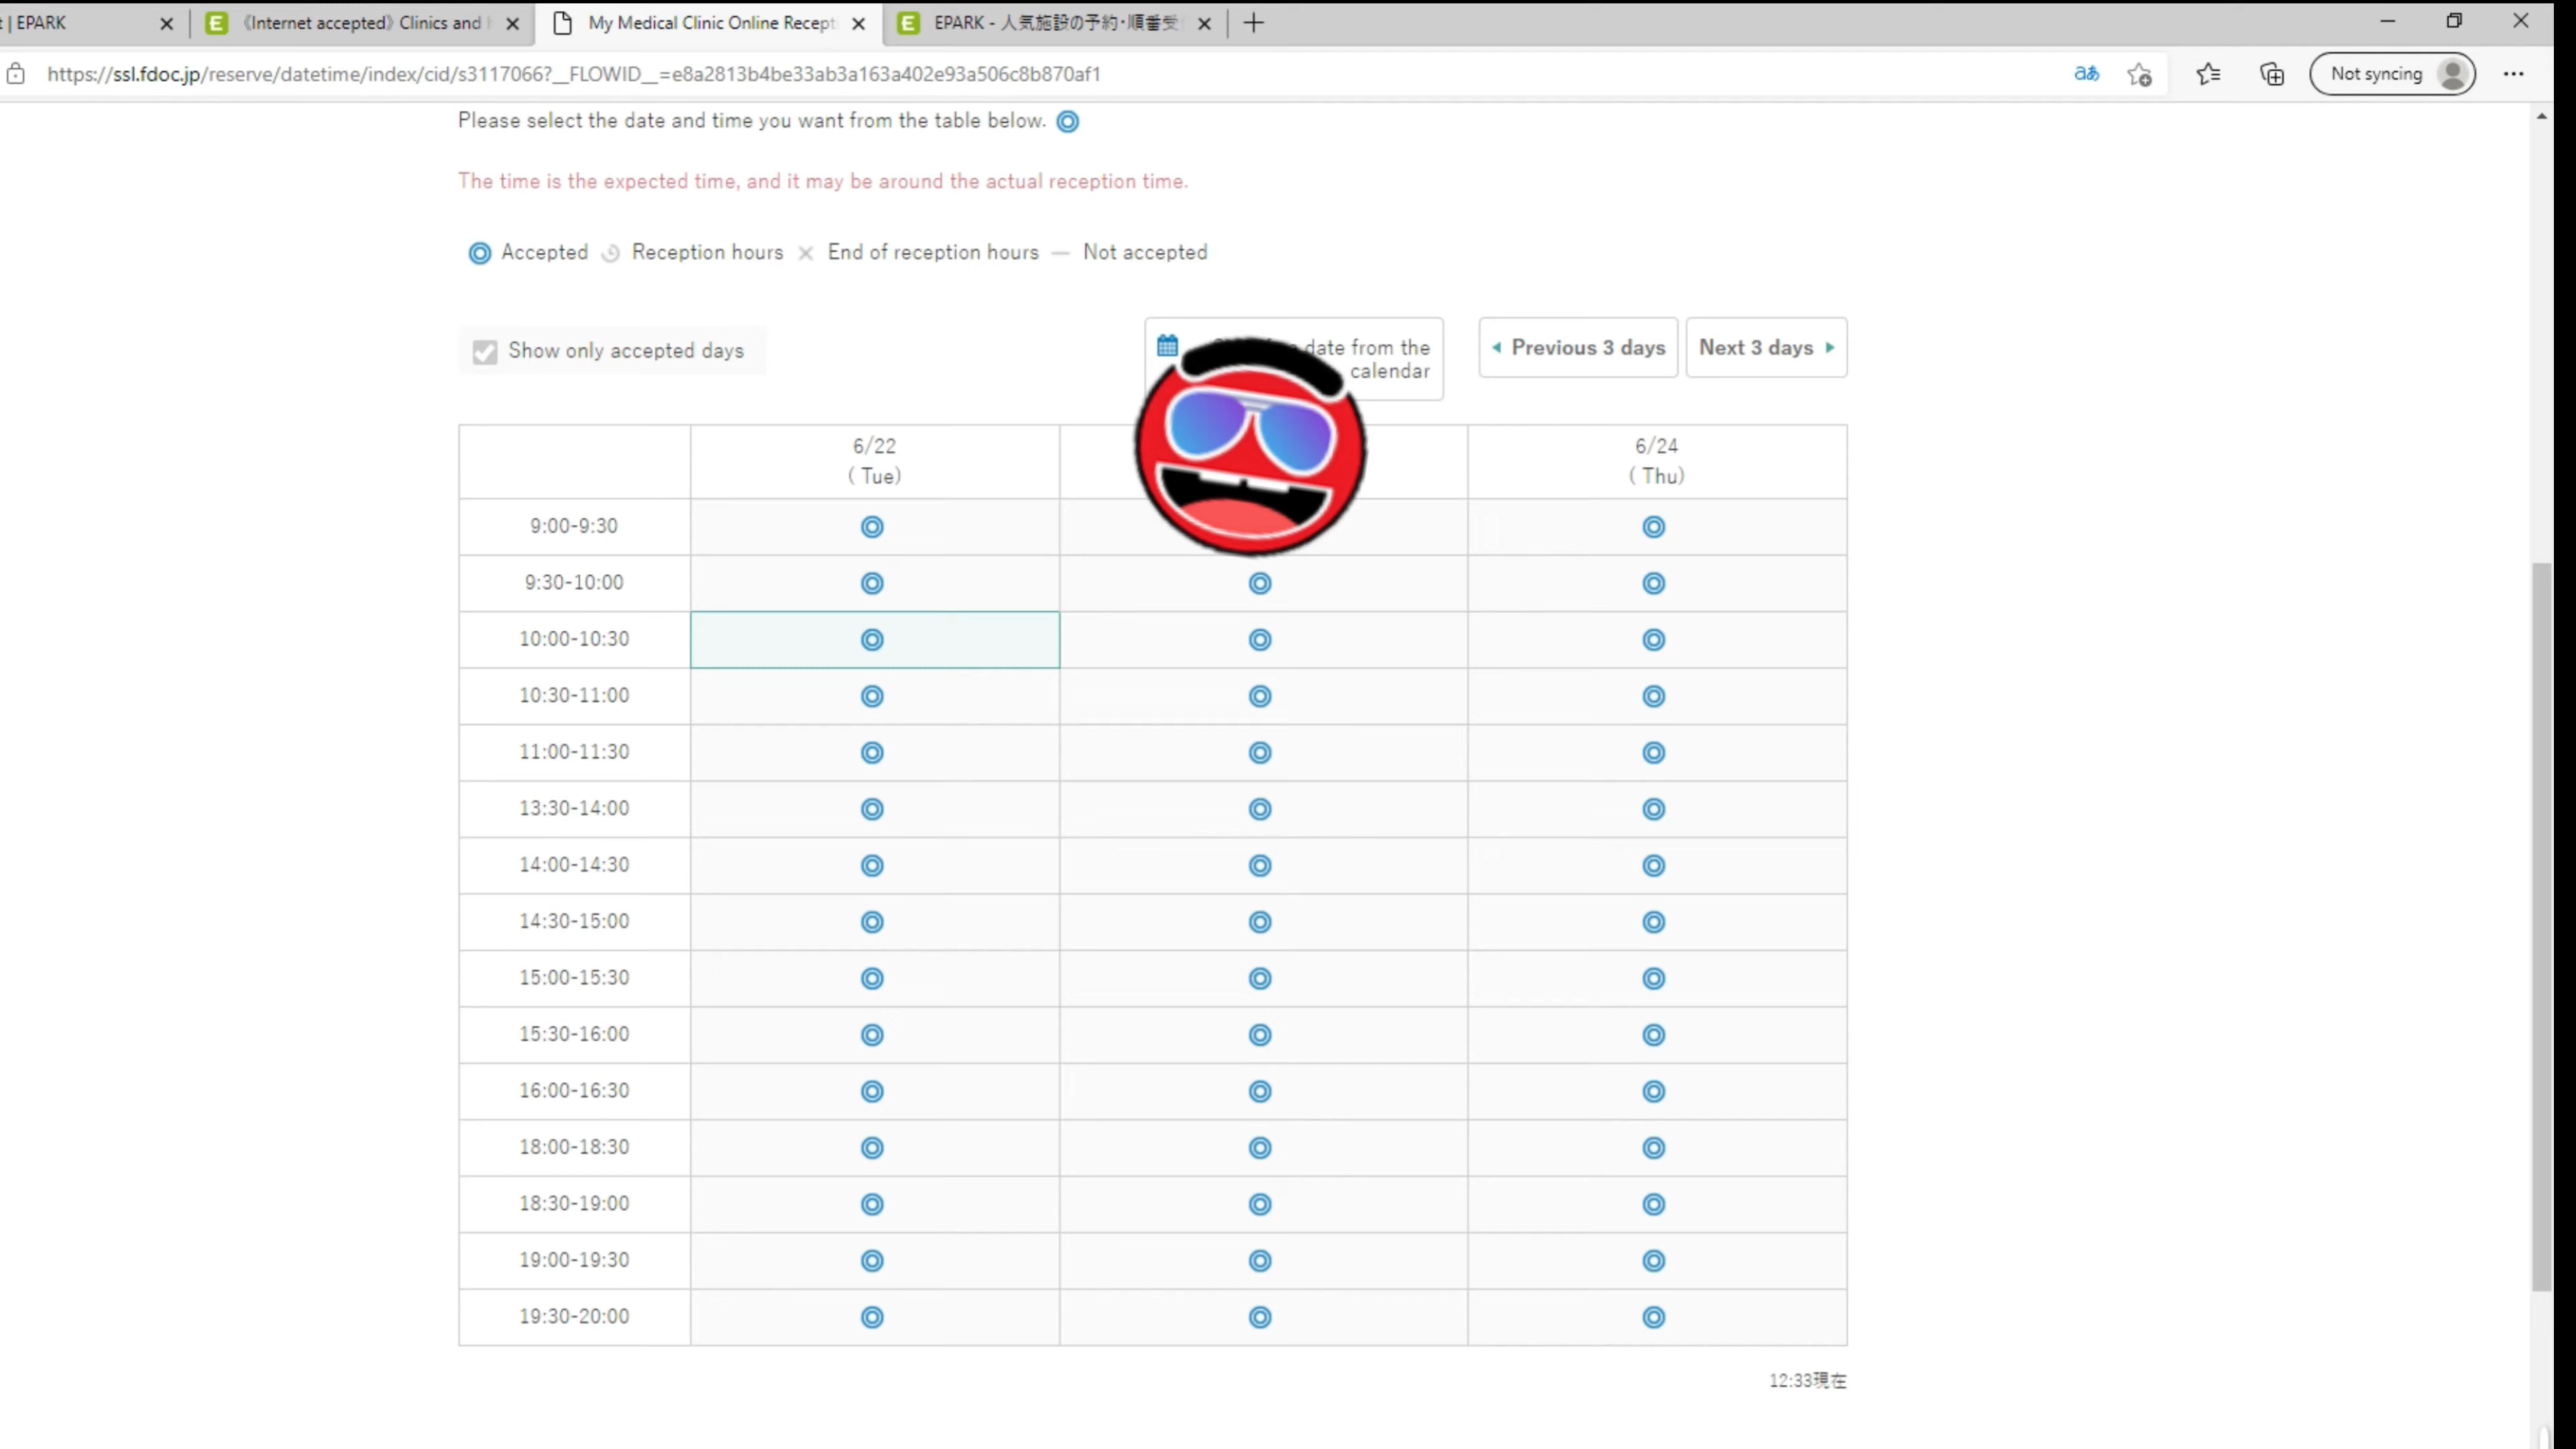 t | EPARK
《Internet accepted》 Clinics and
My Medical Clinic Online Recept
EPARK - 人気施設の予約･順番受
https://ssl.fdoc.jp/reserve/datetime/index/cid/s3117066?__FLOWID__=e8a2813b4be33ab3a163a402e93a506c8b870af1
aあ
Not syncing
Please select the date and time you want from the table below.
The time is the expected time, and it may be around the actual reception time.
Accepted Reception hours End of reception hours Not accepted
Show only accepted days
date from the
calendar
Previous 3 days
Next 3 days
6/22
( Tue)
6/24
( Thu)
9:00-9:30
9:30-10:00
10:00-10:30
10:30-11:00
11:00-11:30
13:30-14:00
14:00-14:30
14:30-15:00
15:00-15:30
15:30-16:00
16:00-16:30
18:00-18:30
18:30-19:00
19:00-19:30
19:30-20:00
12:33現在